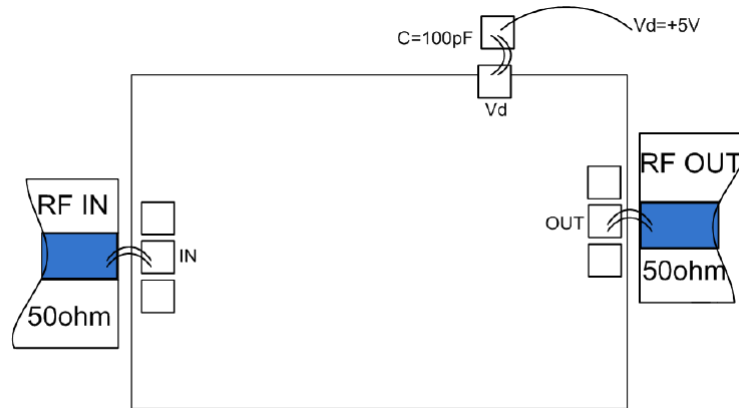 C=100pF
Vd=+5V
Vd
RF IN
IN
50ohm
RF OUT
OUT
50ohm